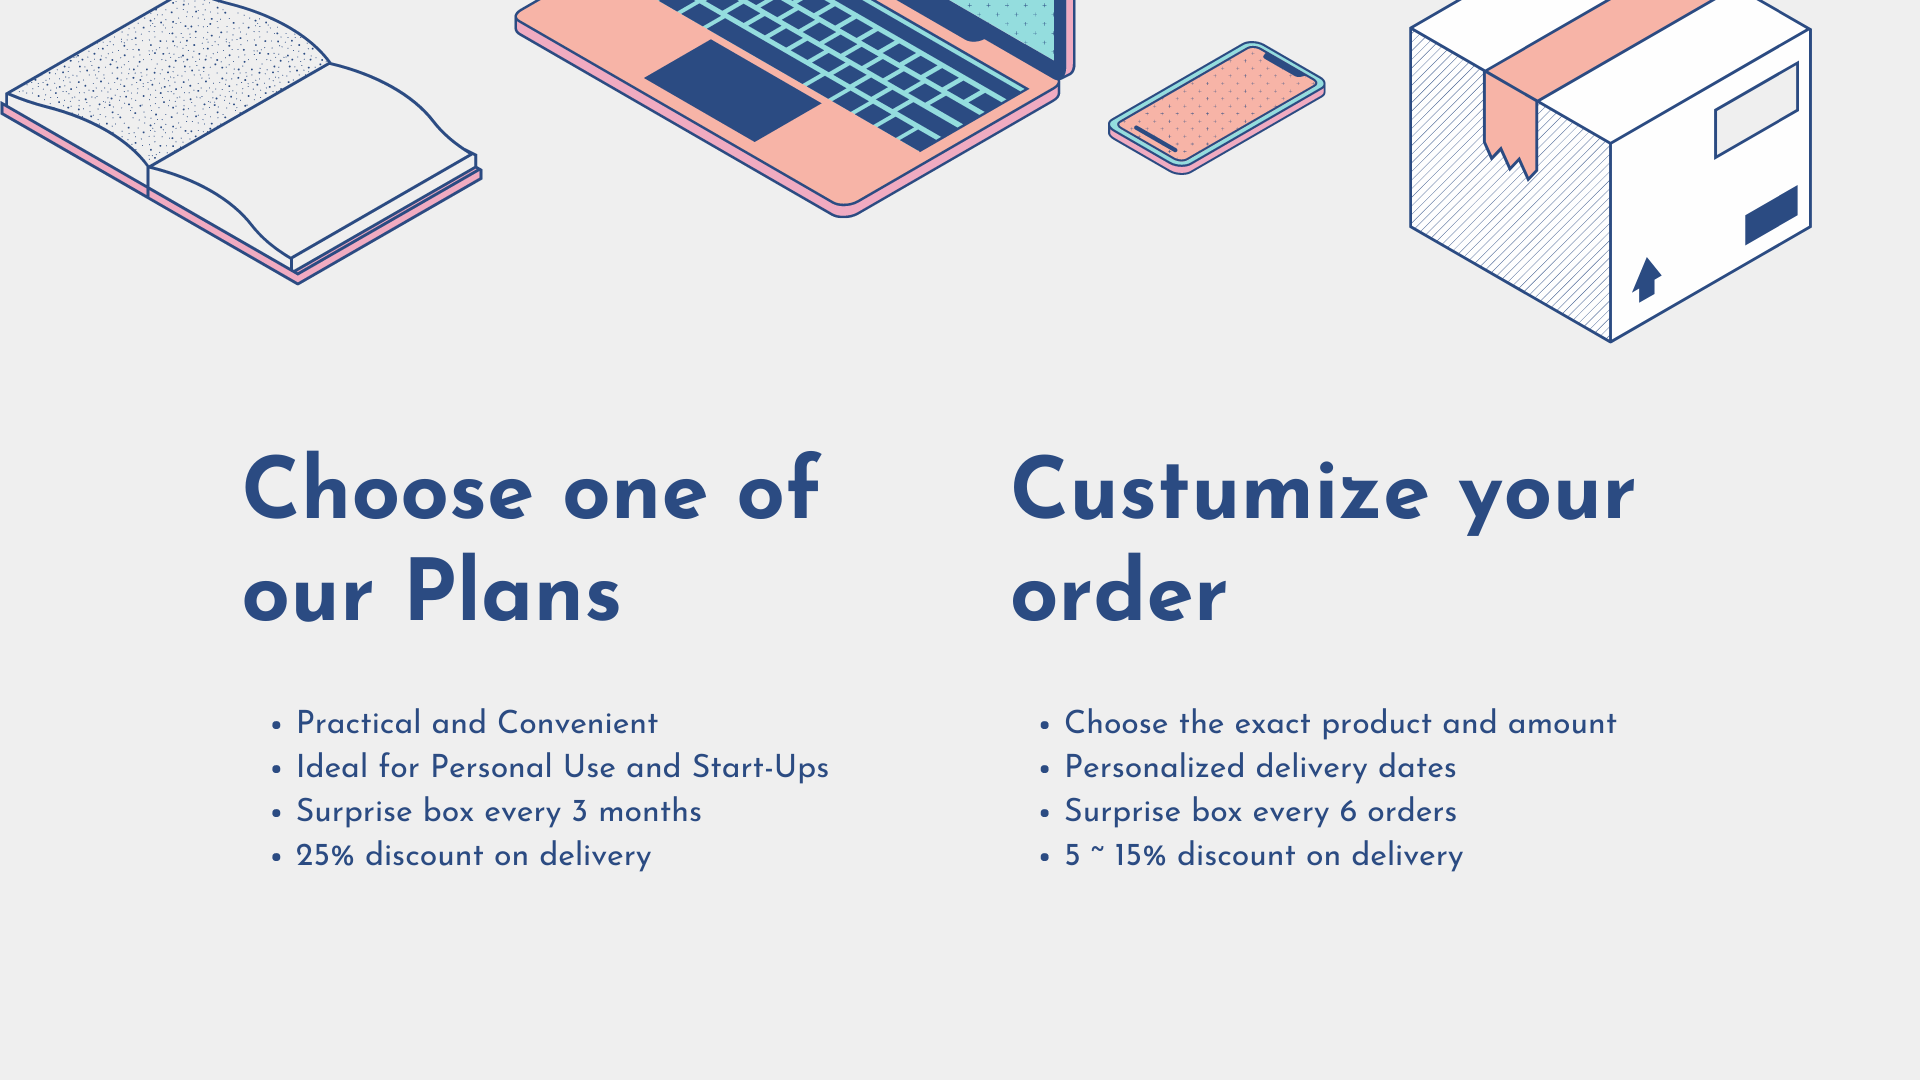 Choose one of
our Plans
• Practical and Convenient
• Ideal for Personal Use and Start-Ups
• Surprise box every 3 months
• 25% discount on delivery
Custumize your
order
• Choose the exact product and amount
• Personalized delivery dates
• Surprise box every 6 orders
• 5 ~ 15% discount on delivery